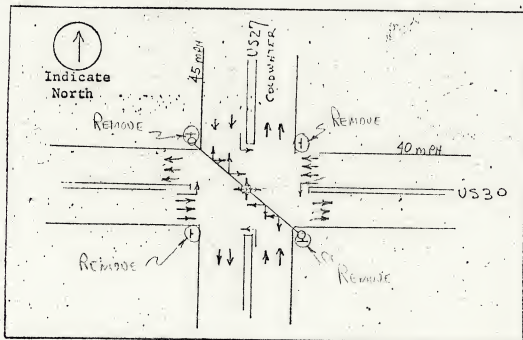 Indicate
North
45 MPH
US27
COLDWATER
REMOVE
REMOVE
40 MPH
US30
REMOVE
REMOVE